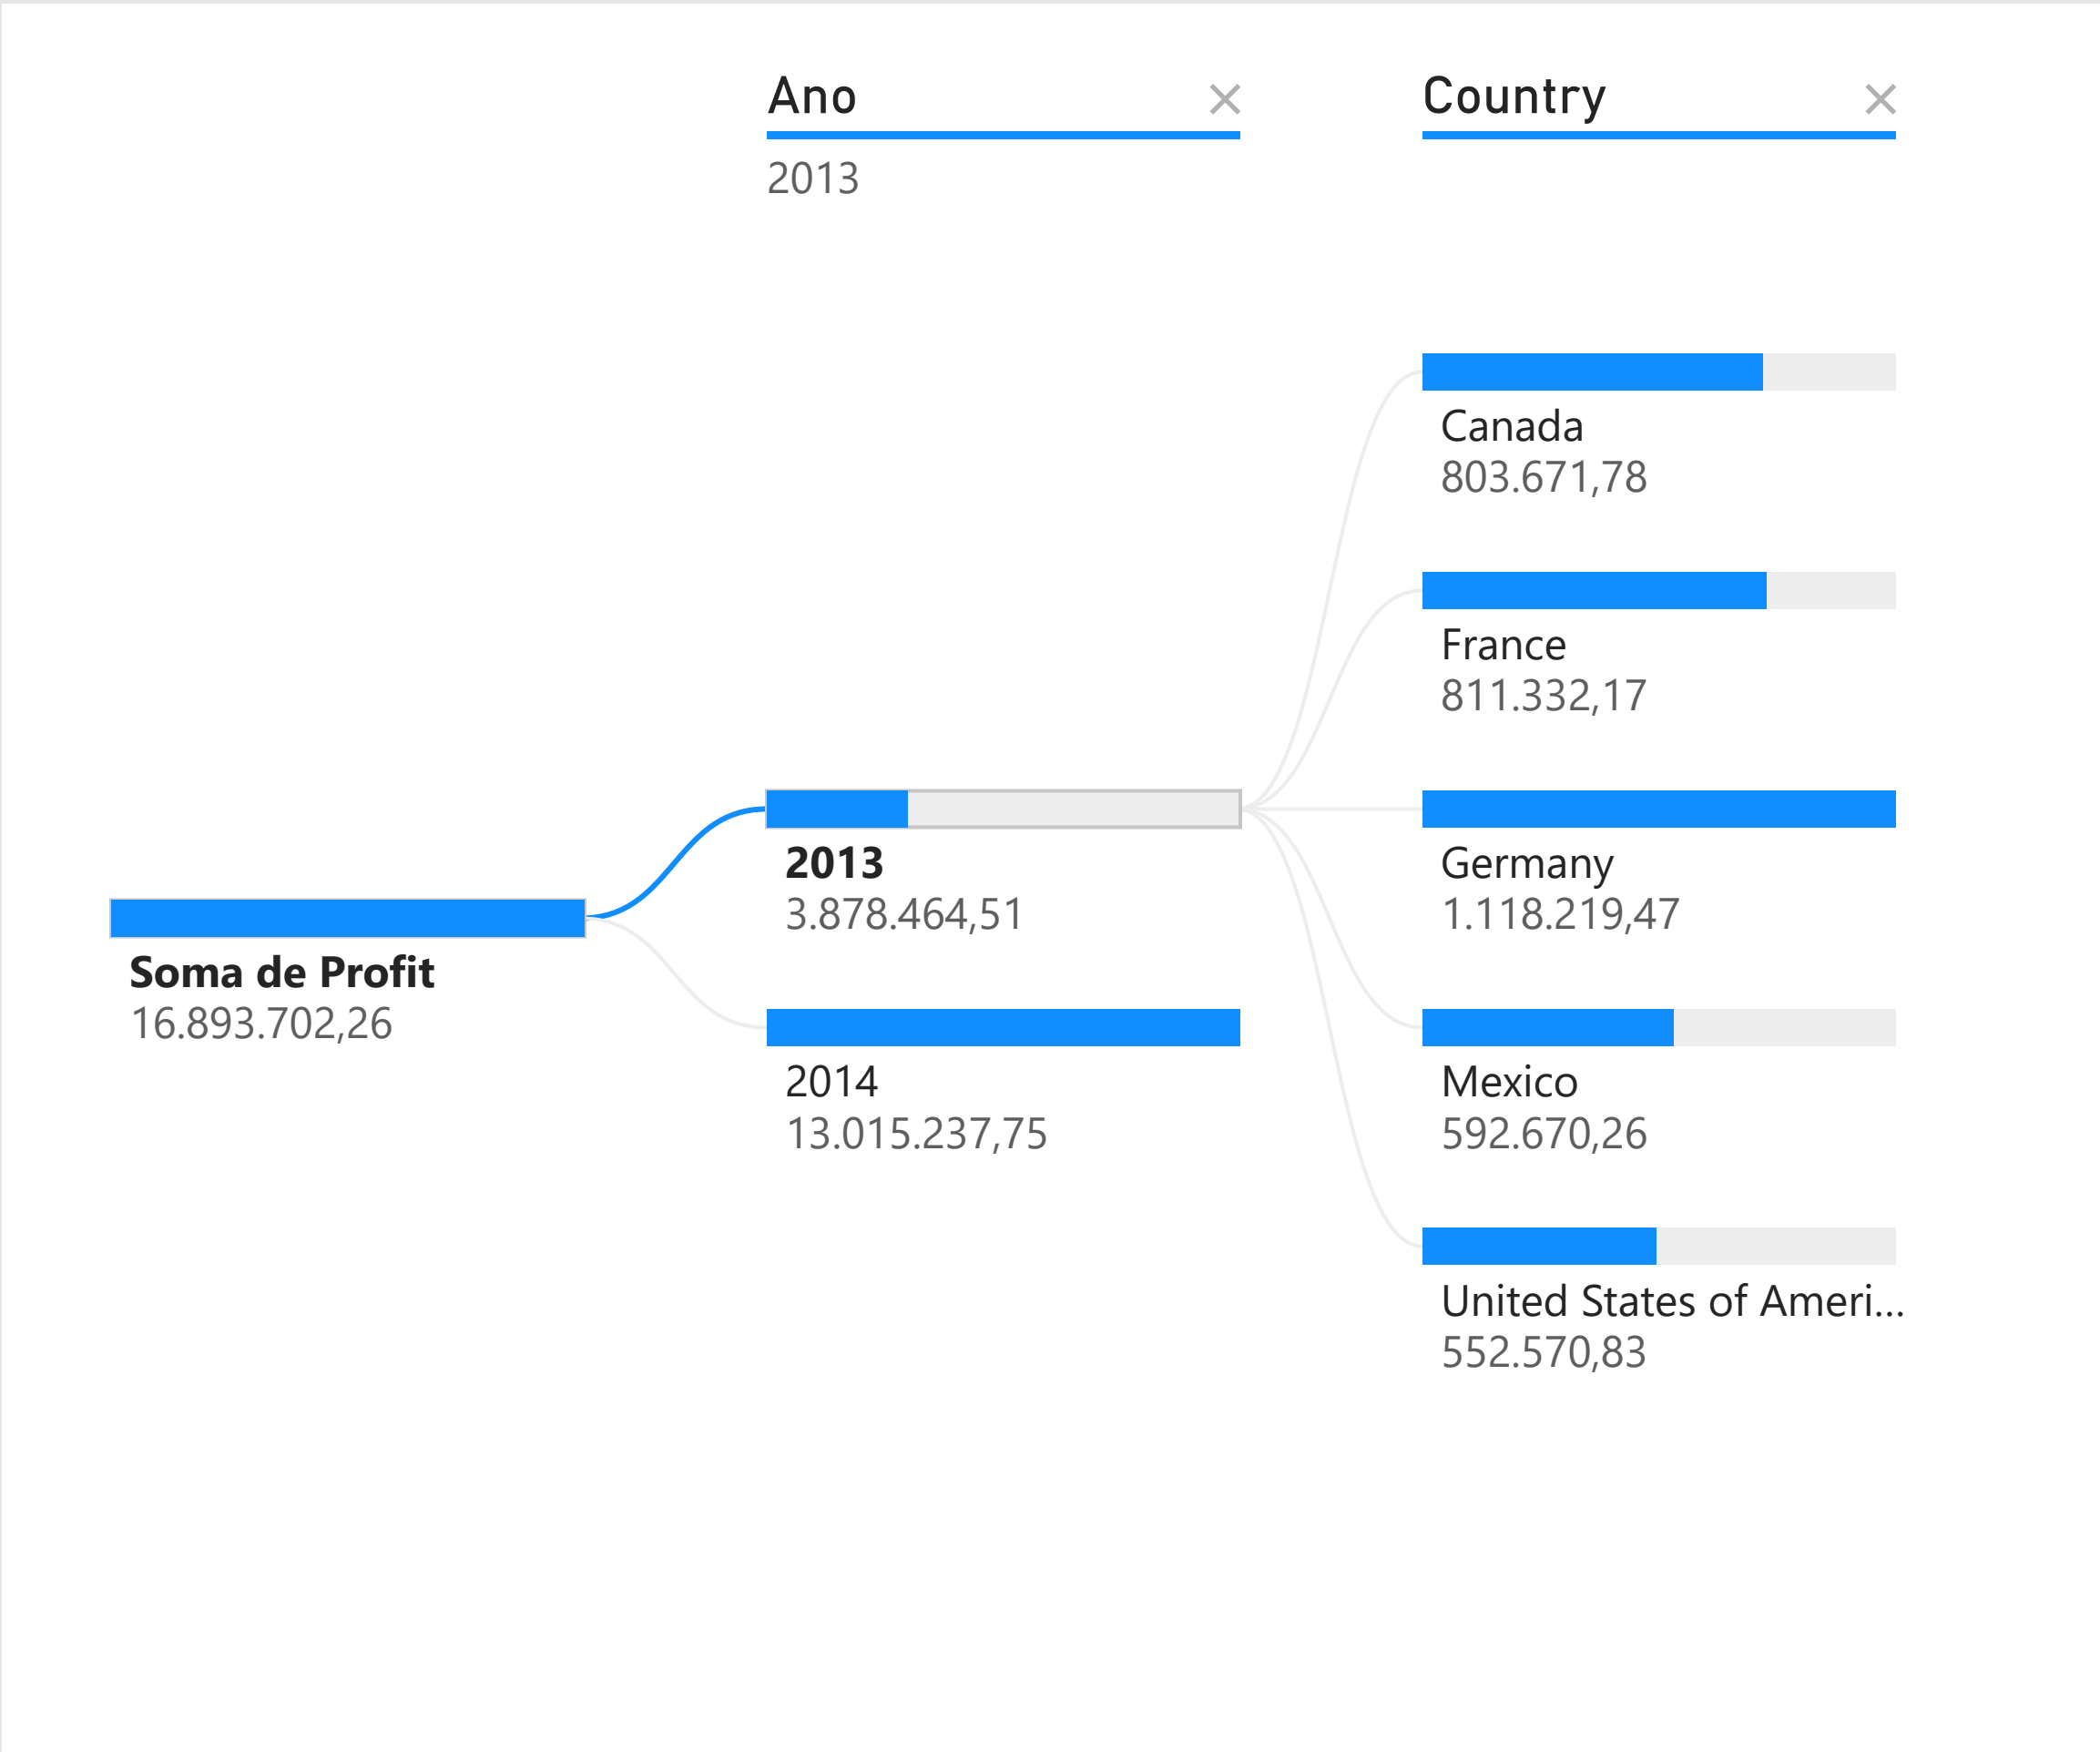 Ano
Country
2013
Canada
803.671,78
France
811.332,17
2013
3.878.464,51
Germany
1.118.219,47
Soma de Profit
16.893.702,26
2014
13.015.237,75
Mexico
592.670,26
United States of Ameri...
552.570,83